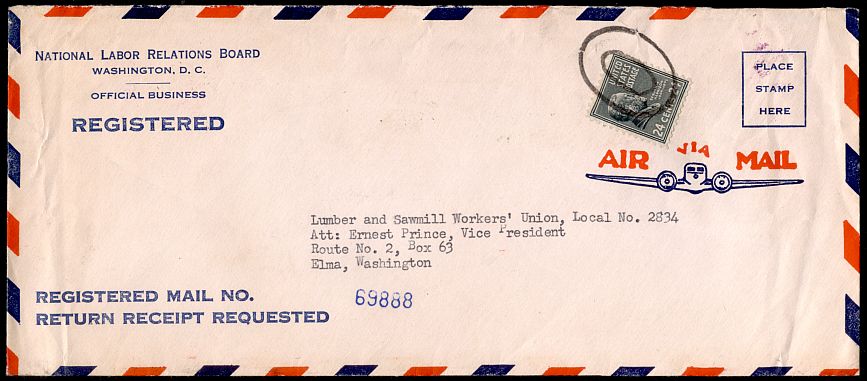 NATIONAL LABOR RELATIONS BOARD
WASHINGTON, D. C.
OFFICIAL BUSINESS
REGISTERED
UNITED
STATES
POSTAGE
24 CENTS 24
PLACE
STAMP
HERE
AIR VIA MAIL
Lumber and Sawmill Workers' Union, Local No. 2834
Att: Ernest Prince, Vice President
Route No. 2, Box 63
Elma, Washington
REGISTERED MAIL NO. 69888
RETURN RECEIPT REQUESTED